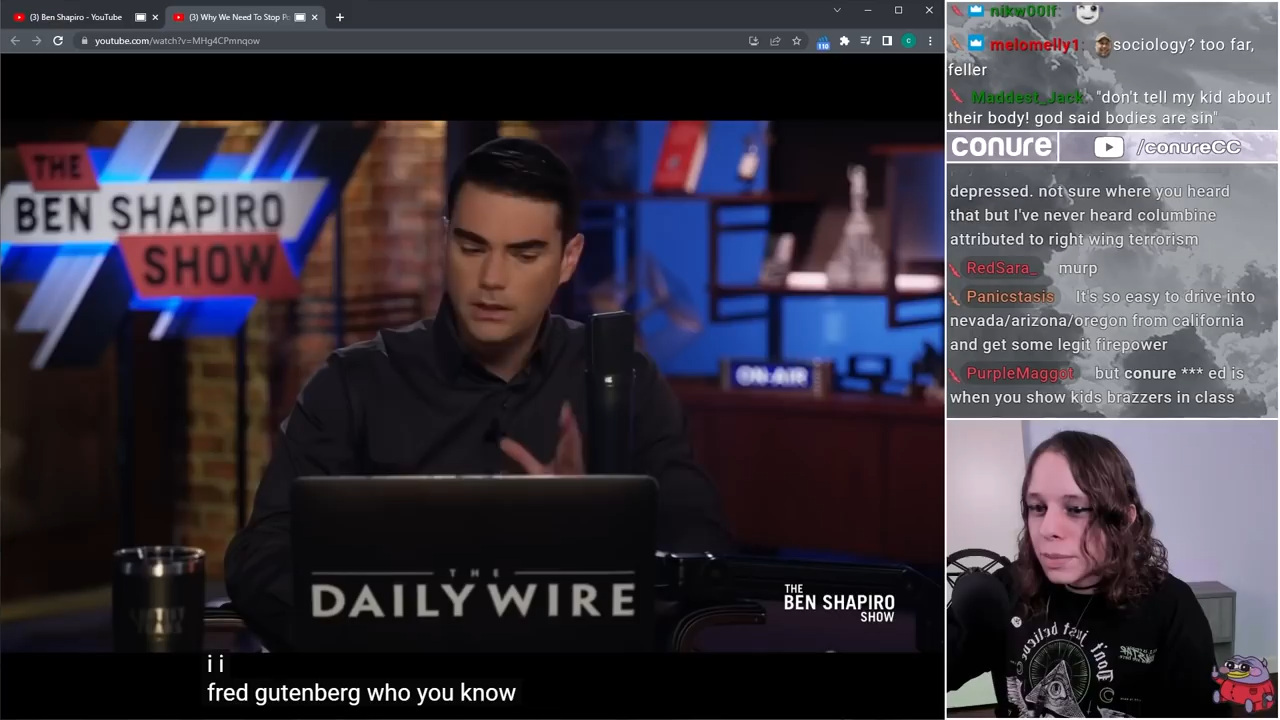 (3) Ben Shapiro - YouTube
(3) Why We Need To Stop Po
youtube.com/watch?v=MHg4CPmnqow
110
c
THE
BEN SHAPIRO
SHOW
ON-AIR
THE
DAILY WIRE
THE
BEN SHAPIRO
SHOW
i i
fred gutenberg who you know
nikw00lf:
melomelly1: sociology? too far,
feller
Maddest_Jack: "don't tell my kid about
their body! god said bodies are sin"
conure /conureCC
depressed. not sure where you heard
that but I've never heard columbine
attributed to right wing terrorism
RedSara_ murp
Panicstasis It's so easy to drive into
nevada/arizona/oregon from california
and get some legit firepower
PurpleMaggot but conure *** ed is
when you show kids brazzers in class
Don't just believe